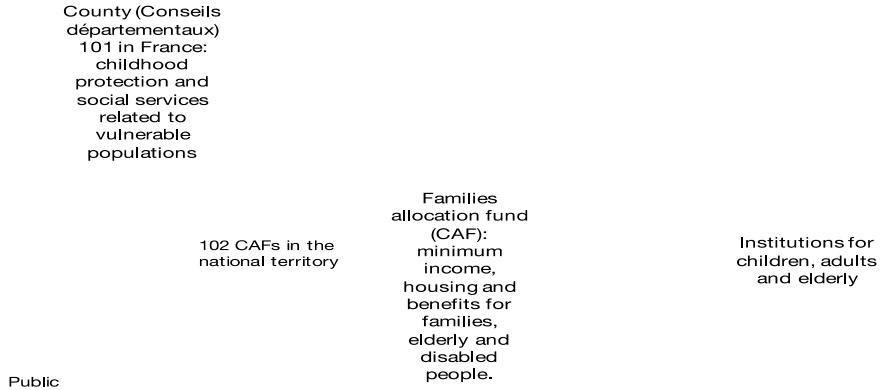 County (Conseils
départementaux)
101 in France:
childhood
protection and
social services
related to
vulnerable
populations
102 CAFs in the
national territory
Families
allocation fund
(CAF):
minimum
income,
housing and
benefits for
families,
elderly and
disabled
people.
Institutions for
children, adults
and elderly
Public